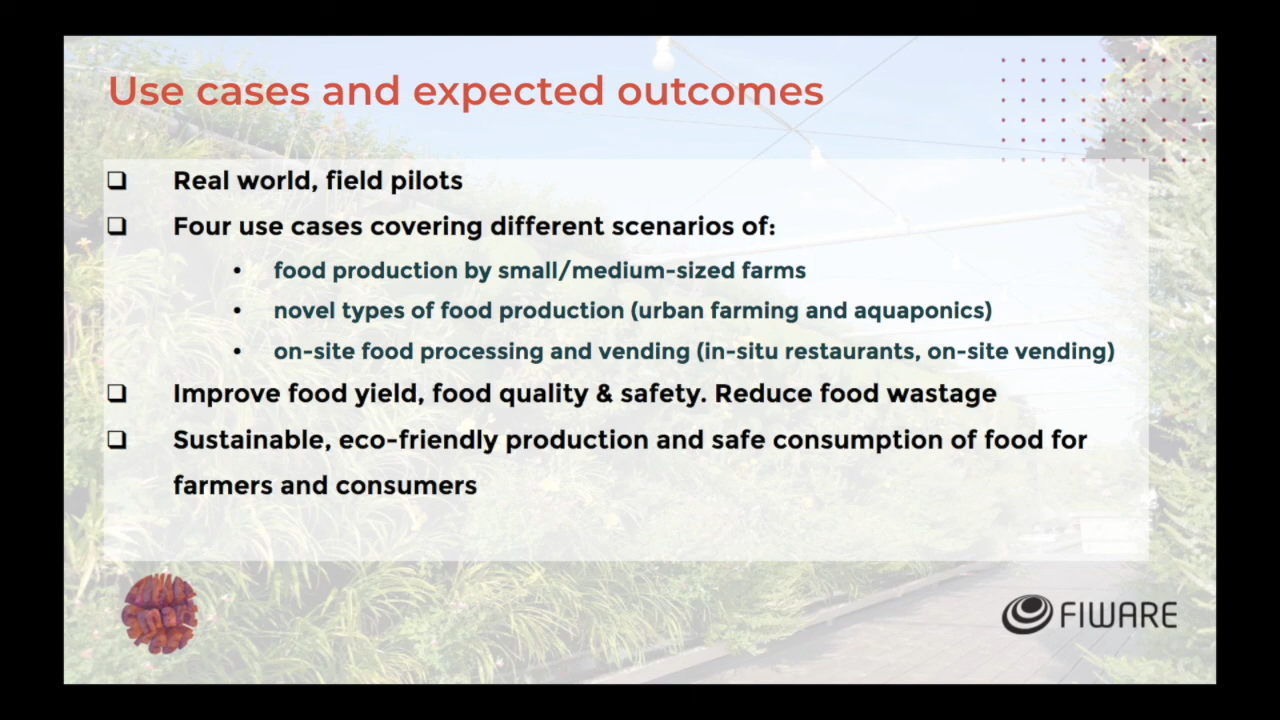 Use cases and expected outcomes
❑ Real world, field pilots
❑ Four use cases covering different scenarios of:
• food production by small/medium-sized farms
• novel types of food production (urban farming and aquaponics)
• on-site food processing and vending (in-situ restaurants, on-site vending)
❑ Improve food yield, food quality & safety. Reduce food wastage
❑ Sustainable, eco-friendly production and safe consumption of food for
farmers and consumers
FIWARE